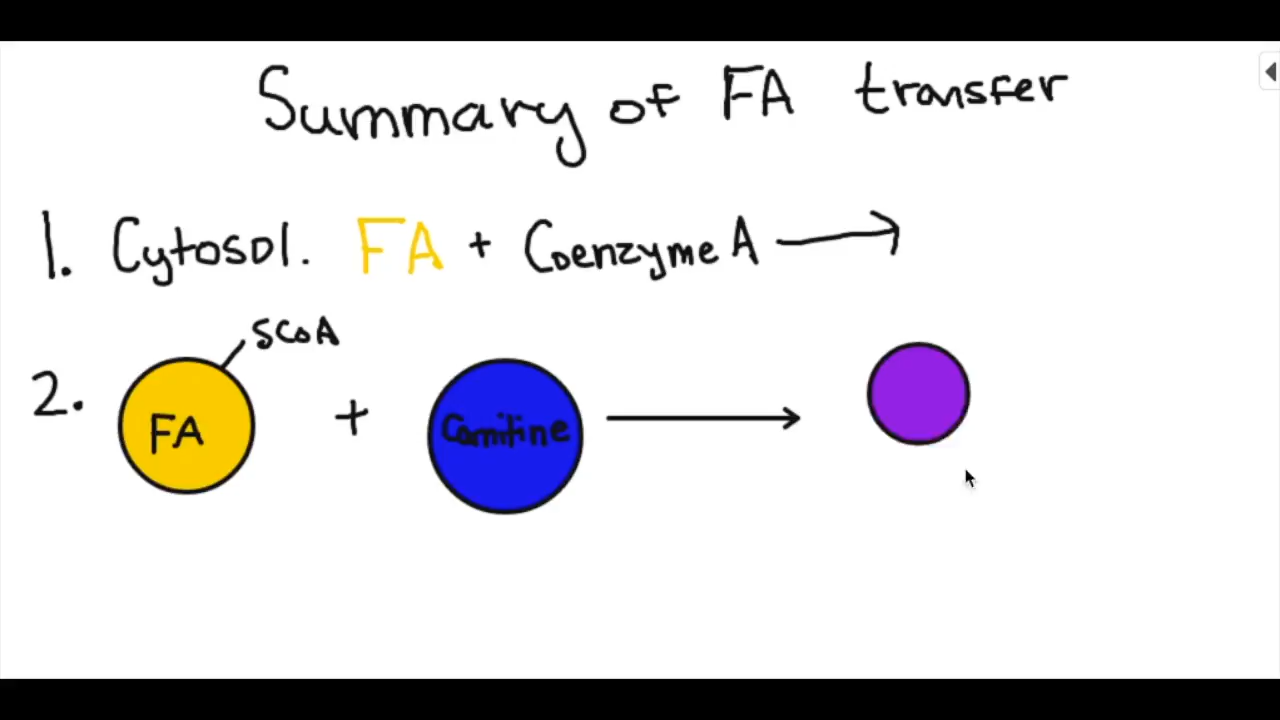 Summary of FA transfer
1. Cytosol. FA + Coenzyme A →
SCoA
2. FA + Carnitine →